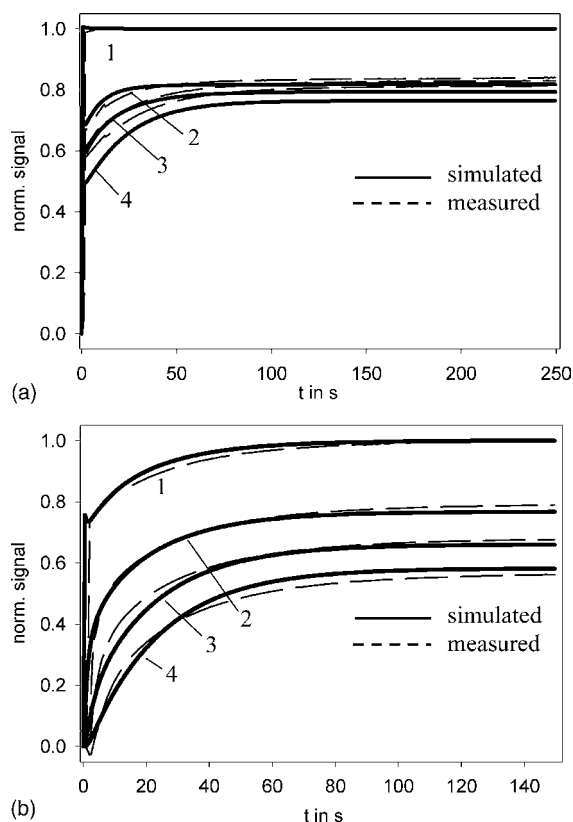 1.0
0.8
0.6
0.4
0.2
0.0
norm. signal
1
2
3
4
simulated
measured
0 50 100 150 200 250
t in s
(a)
1.0
0.8
0.6
0.4
0.2
0.0
norm. signal
1
2
3
4
simulated
measured
0 20 40 60 80 100 120 140
t in s
(b)